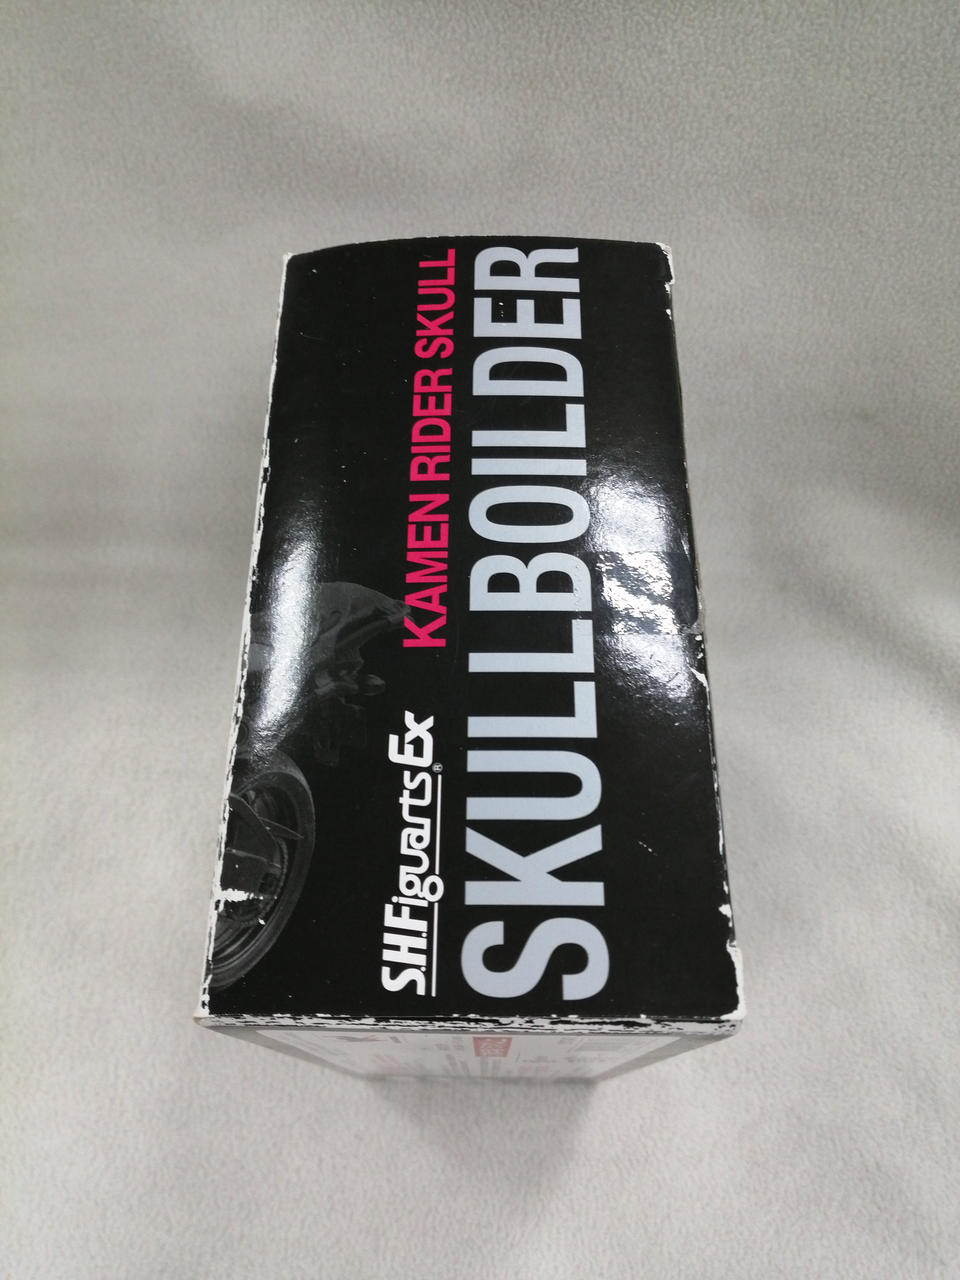 S.H.Figuarts Ex® KAMEN RIDER SKULL
SKULLBOILDER